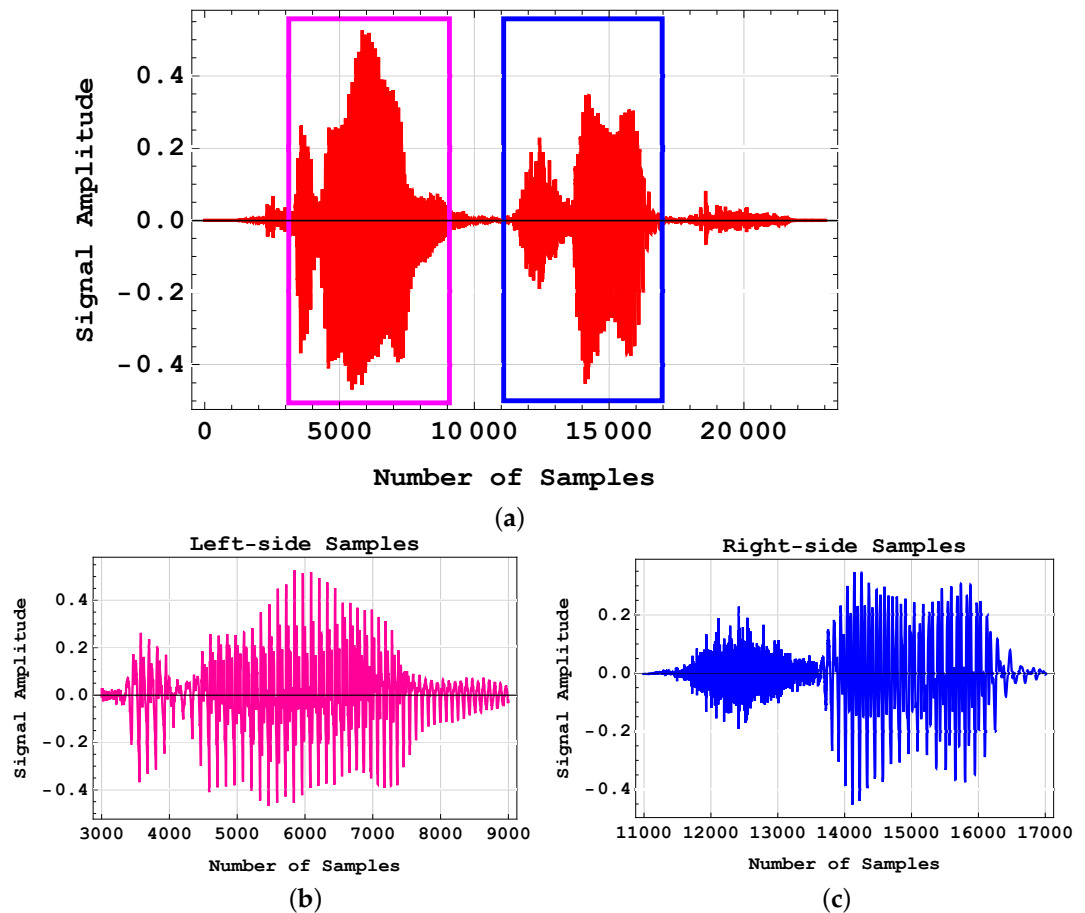 Signal Amplitude
0.4
0.2
0.0
-0.2
-0.4
0 5000 10 000 15 000 20 000
Number of Samples
(a)
Left-side Samples
Signal Amplitude
0.4
0.2
0.0
-0.2
-0.4
3000 4000 5000 6000 7000 8000 9000
Number of Samples
(b)
Right-side Samples
Signal Amplitude
0.2
0.0
-0.2
-0.4
11000 12000 13000 14000 15000 16000 17000
Number of Samples
(c)